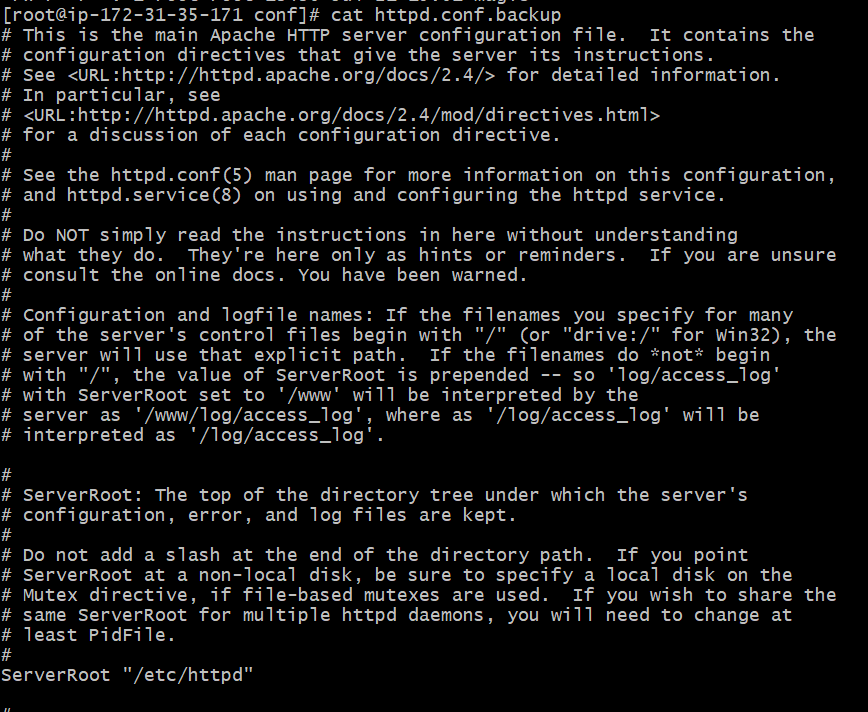 [root@ip-172-31-35-171 conf]# cat httpd.conf.backup
# This is the main Apache HTTP server configuration file.  It contains the
# configuration directives that give the server its instructions.
# See <URL:http://httpd.apache.org/docs/2.4/> for detailed information.
# In particular, see
# <URL:http://httpd.apache.org/docs/2.4/mod/directives.html>
# for a discussion of each configuration directive.
#
# See the httpd.conf(5) man page for more information on this configuration,
# and httpd.service(8) on using and configuring the httpd service.
#
# Do NOT simply read the instructions in here without understanding
# what they do.  They're here only as hints or reminders.  If you are unsure
# consult the online docs. You have been warned.
#
# Configuration and logfile names: If the filenames you specify for many
# of the server's control files begin with "/" (or "drive:/" for Win32), the
# server will use that explicit path.  If the filenames do *not* begin
# with "/", the value of ServerRoot is prepended -- so 'log/access_log'
# with ServerRoot set to '/www' will be interpreted by the
# server as '/www/log/access_log', where as '/log/access_log' will be
# interpreted as '/log/access_log'.

#
# ServerRoot: The top of the directory tree under which the server's
# configuration, error, and log files are kept.
#
# Do not add a slash at the end of the directory path.  If you point
# ServerRoot at a non-local disk, be sure to specify a local disk on the
# Mutex directive, if file-based mutexes are used.  If you wish to share the
# same ServerRoot for multiple httpd daemons, you will need to change at
# least PidFile.
#
ServerRoot "/etc/httpd"

#